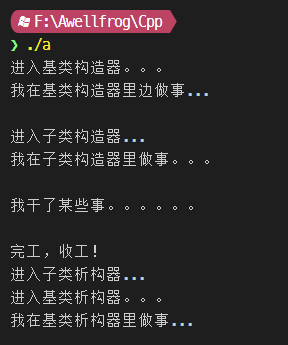 F:\Awellfrog\Cpp
❯ ./a
进入基类构造器。。。
我在基类构造器里边做事...
进入子类构造器...
我在子类构造器里做事。。。
我干了某些事。。。。。。
完工，收工！
进入子类析构器...
进入基类析构器。。。
我在基类析构器里做事...